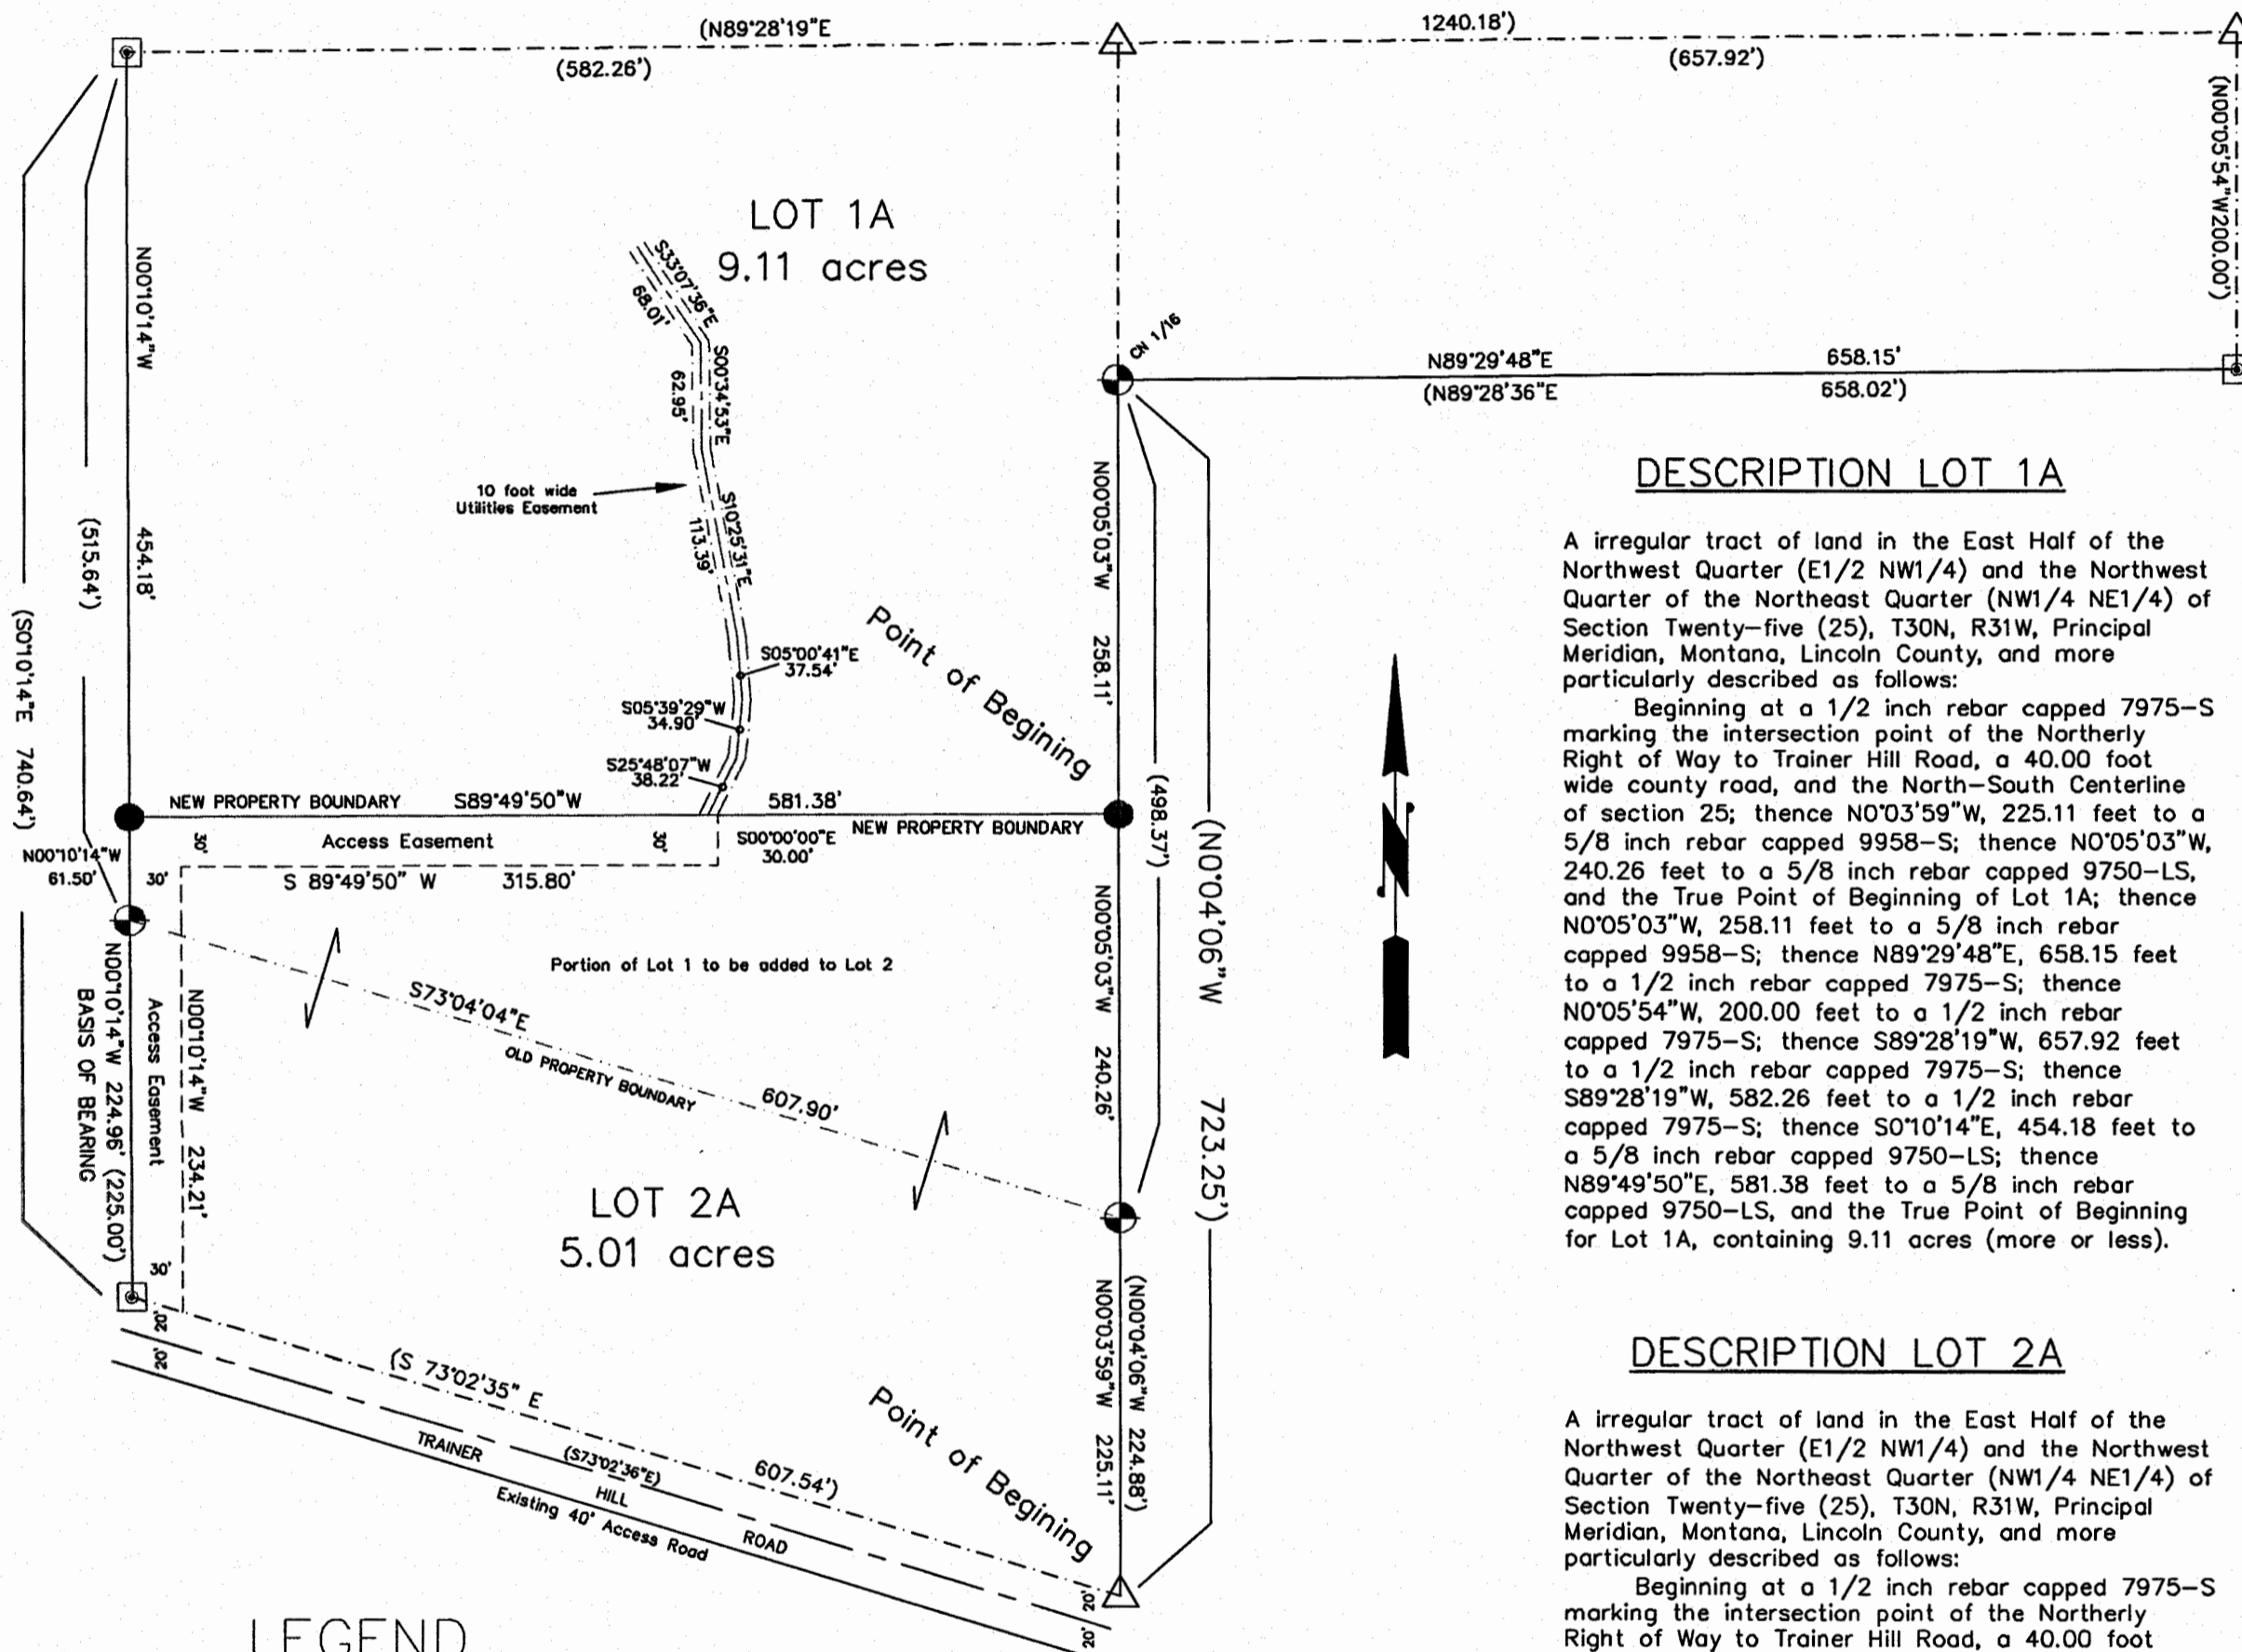 (N89°28'19"E 1240.18')
(582.26')
(657.92')
(N00°05'54"W 200.00')
LOT 1A
9.11 acres
N00°10'14"W
454.18'
(515.64')
(S0°10'14"E 740.64')
S33°07'36"E
68.01'
S00°34'53"E
62.95'
10 foot wide
Utilities Easement
S10°25'31"E
113.39'
S05°00'41"E
37.54'
S05°39'29"W
34.90'
S25°48'07"W
38.22'
CN 1/16
N89°29'48"E 658.15'
(N89°28'36"E 658.02')
N00°05'03"W 258.11'
Point of Begining
(498.37')
(N0°04'06"W 723.25')
NEW PROPERTY BOUNDARY S89°49'50"W 581.38'
NEW PROPERTY BOUNDARY
30'
Access Easement
30'
S00°00'00"E
30.00'
S 89°49'50" W 315.80'
N00°10'14"W
61.50'
30'
N00°05'03"W 240.26'
Portion of Lot 1 to be added to Lot 2
S73°04'04"E
607.90'
OLD PROPERTY BOUNDARY
N00°10'14"W 224.96' (225.00')
BASIS OF BEARING
Access Easement
N00°10'14"W 234.21'
30'
LOT 2A
5.01 acres
(N00°04'06"W 224.88')
N00°03'59"W 225.11'
20'
20'
(S 73°02'35" E 607.54')
(S73°02'36"E)
TRAINER HILL ROAD
Existing 40' Access Road
Point of Begining
20'
20'
LEGEND
DESCRIPTION LOT 1A
A irregular tract of land in the East Half of the
Northwest Quarter (E1/2 NW1/4) and the Northwest
Quarter of the Northeast Quarter (NW1/4 NE1/4) of
Section Twenty-five (25), T30N, R31W, Principal
Meridian, Montana, Lincoln County, and more
particularly described as follows:
Beginning at a 1/2 inch rebar capped 7975-S
marking the intersection point of the Northerly
Right of Way to Trainer Hill Road, a 40.00 foot
wide county road, and the North-South Centerline
of section 25; thence N0°03'59"W, 225.11 feet to a
5/8 inch rebar capped 9958-S; thence N0°05'03"W,
240.26 feet to a 5/8 inch rebar capped 9750-LS,
and the True Point of Beginning of Lot 1A; thence
N0°05'03"W, 258.11 feet to a 5/8 inch rebar
capped 9958-S; thence N89°29'48"E, 658.15 feet
to a 1/2 inch rebar capped 7975-S; thence
N0°05'54"W, 200.00 feet to a 1/2 inch rebar
capped 7975-S; thence S89°28'19"W, 657.92 feet
to a 1/2 inch rebar capped 7975-S; thence
S89°28'19"W, 582.26 feet to a 1/2 inch rebar
capped 7975-S; thence S0°10'14"E, 454.18 feet to
a 5/8 inch rebar capped 9750-LS; thence
N89°49'50"E, 581.38 feet to a 5/8 inch rebar
capped 9750-LS, and the True Point of Beginning
for Lot 1A, containing 9.11 acres (more or less).
DESCRIPTION LOT 2A
A irregular tract of land in the East Half of the
Northwest Quarter (E1/2 NW1/4) and the Northwest
Quarter of the Northeast Quarter (NW1/4 NE1/4) of
Section Twenty-five (25), T30N, R31W, Principal
Meridian, Montana, Lincoln County, and more
particularly described as follows:
Beginning at a 1/2 inch rebar capped 7975-S
marking the intersection point of the Northerly
Right of Way to Trainer Hill Road, a 40.00 foot